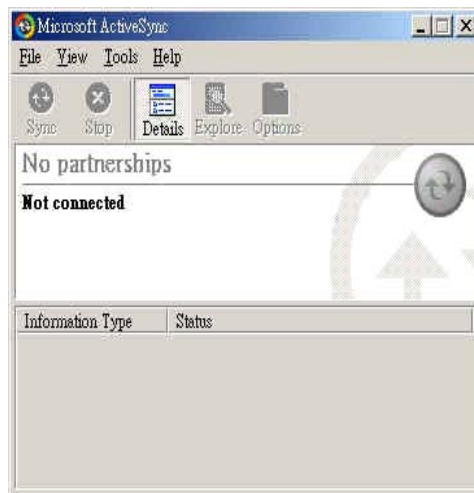 Microsoft ActiveSync
File View Tools Help
Sync Stop Details Explore Options
No partnerships
Not connected
Information Type Status